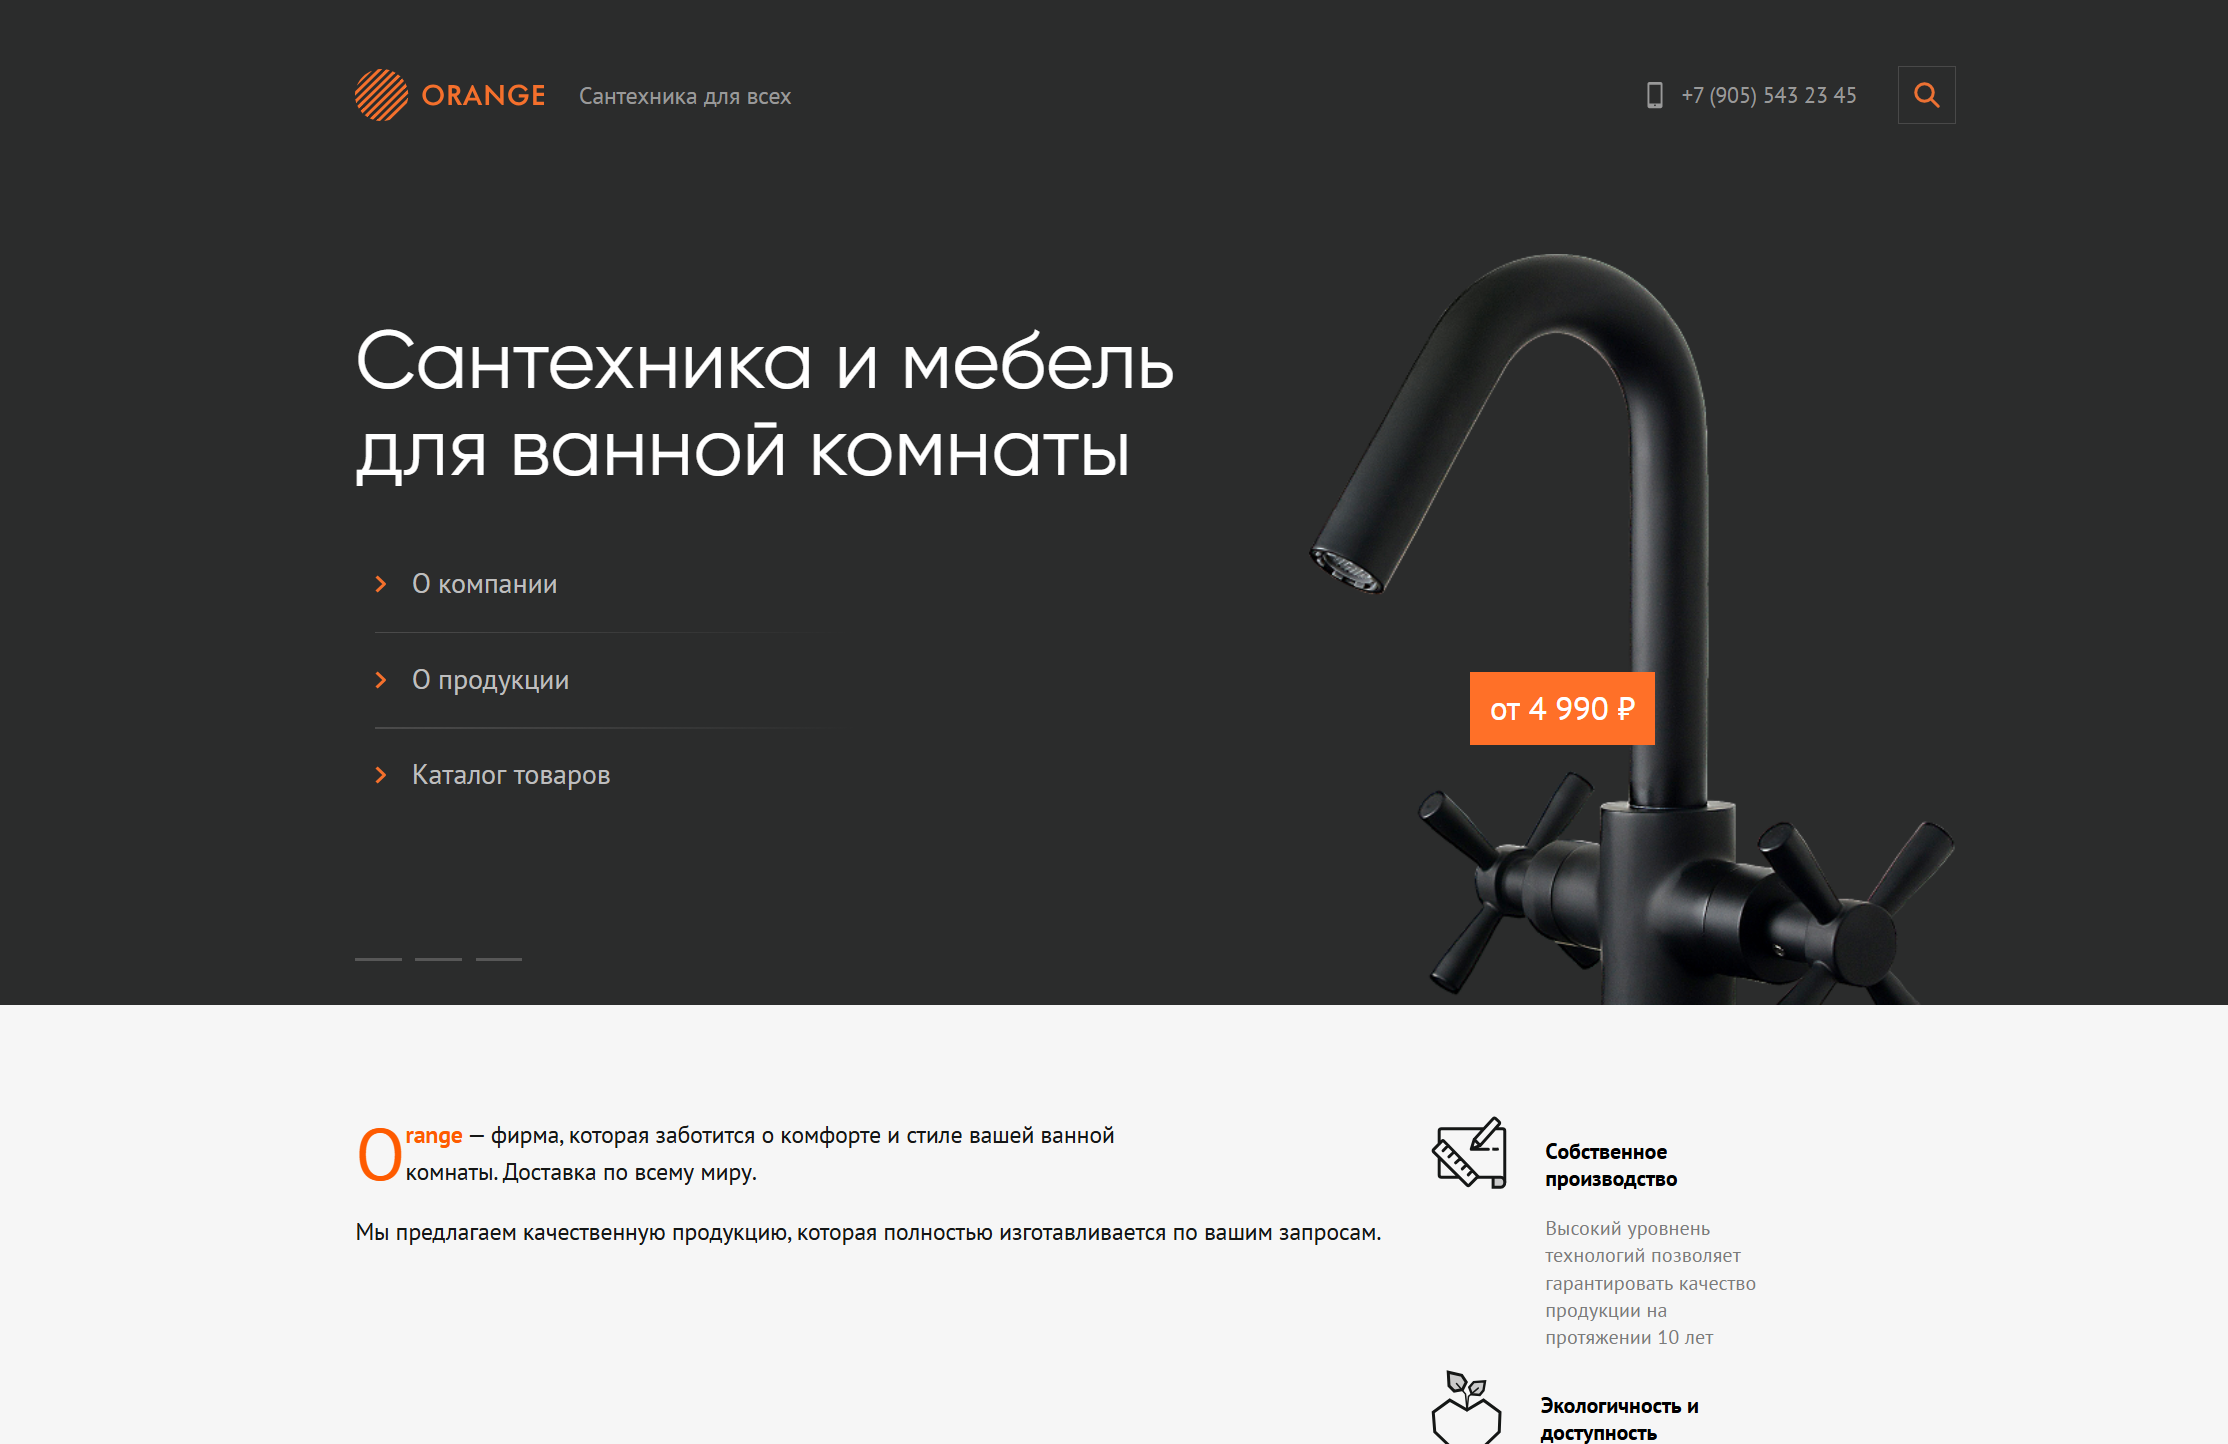 ORANGE
Сантехника для всех
+7 (905) 543 23 45
Сантехника и мебель
для ванной комнаты
О компании
О продукции
Каталог товаров
от 4 990 ₽
Orange — фирма, которая заботится о комфорте и стиле вашей ванной
комнаты. Доставка по всему миру.
Мы предлагаем качественную продукцию, которая полностью изготавливается по вашим запросам.
Собственное
производство
Высокий уровнень
технологий позволяет
гарантировать качество
продукции на
протяжении 10 лет
Экологичность и
доступность